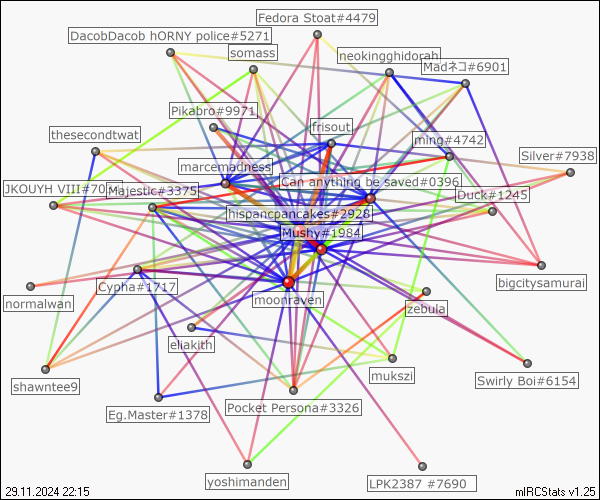 Fedora Stoat#4479
DacobDacob hORNY police#5271
somass
neokingghidorah
Madネコ#6901
Pikabro#9971
frisout
thesecondtwat
ming#4742
Silver#7938
marcemadness
Can anything be saved#0396
JKOUYH VIII#70
Majestic#3375
Duck#1245
hispancpancakes#2928
Mushy#1984
Cypha#1717
bigcitysamurai
normalwan
moonraven
zebula
eliakith
shawntee9
mukszi
Swirly Boi#6154
Eg.Master#1378
Pocket Persona#3326
yoshimanden
LPK2387 #7690
29.11.2024 22:15
mIRCStats v1.25